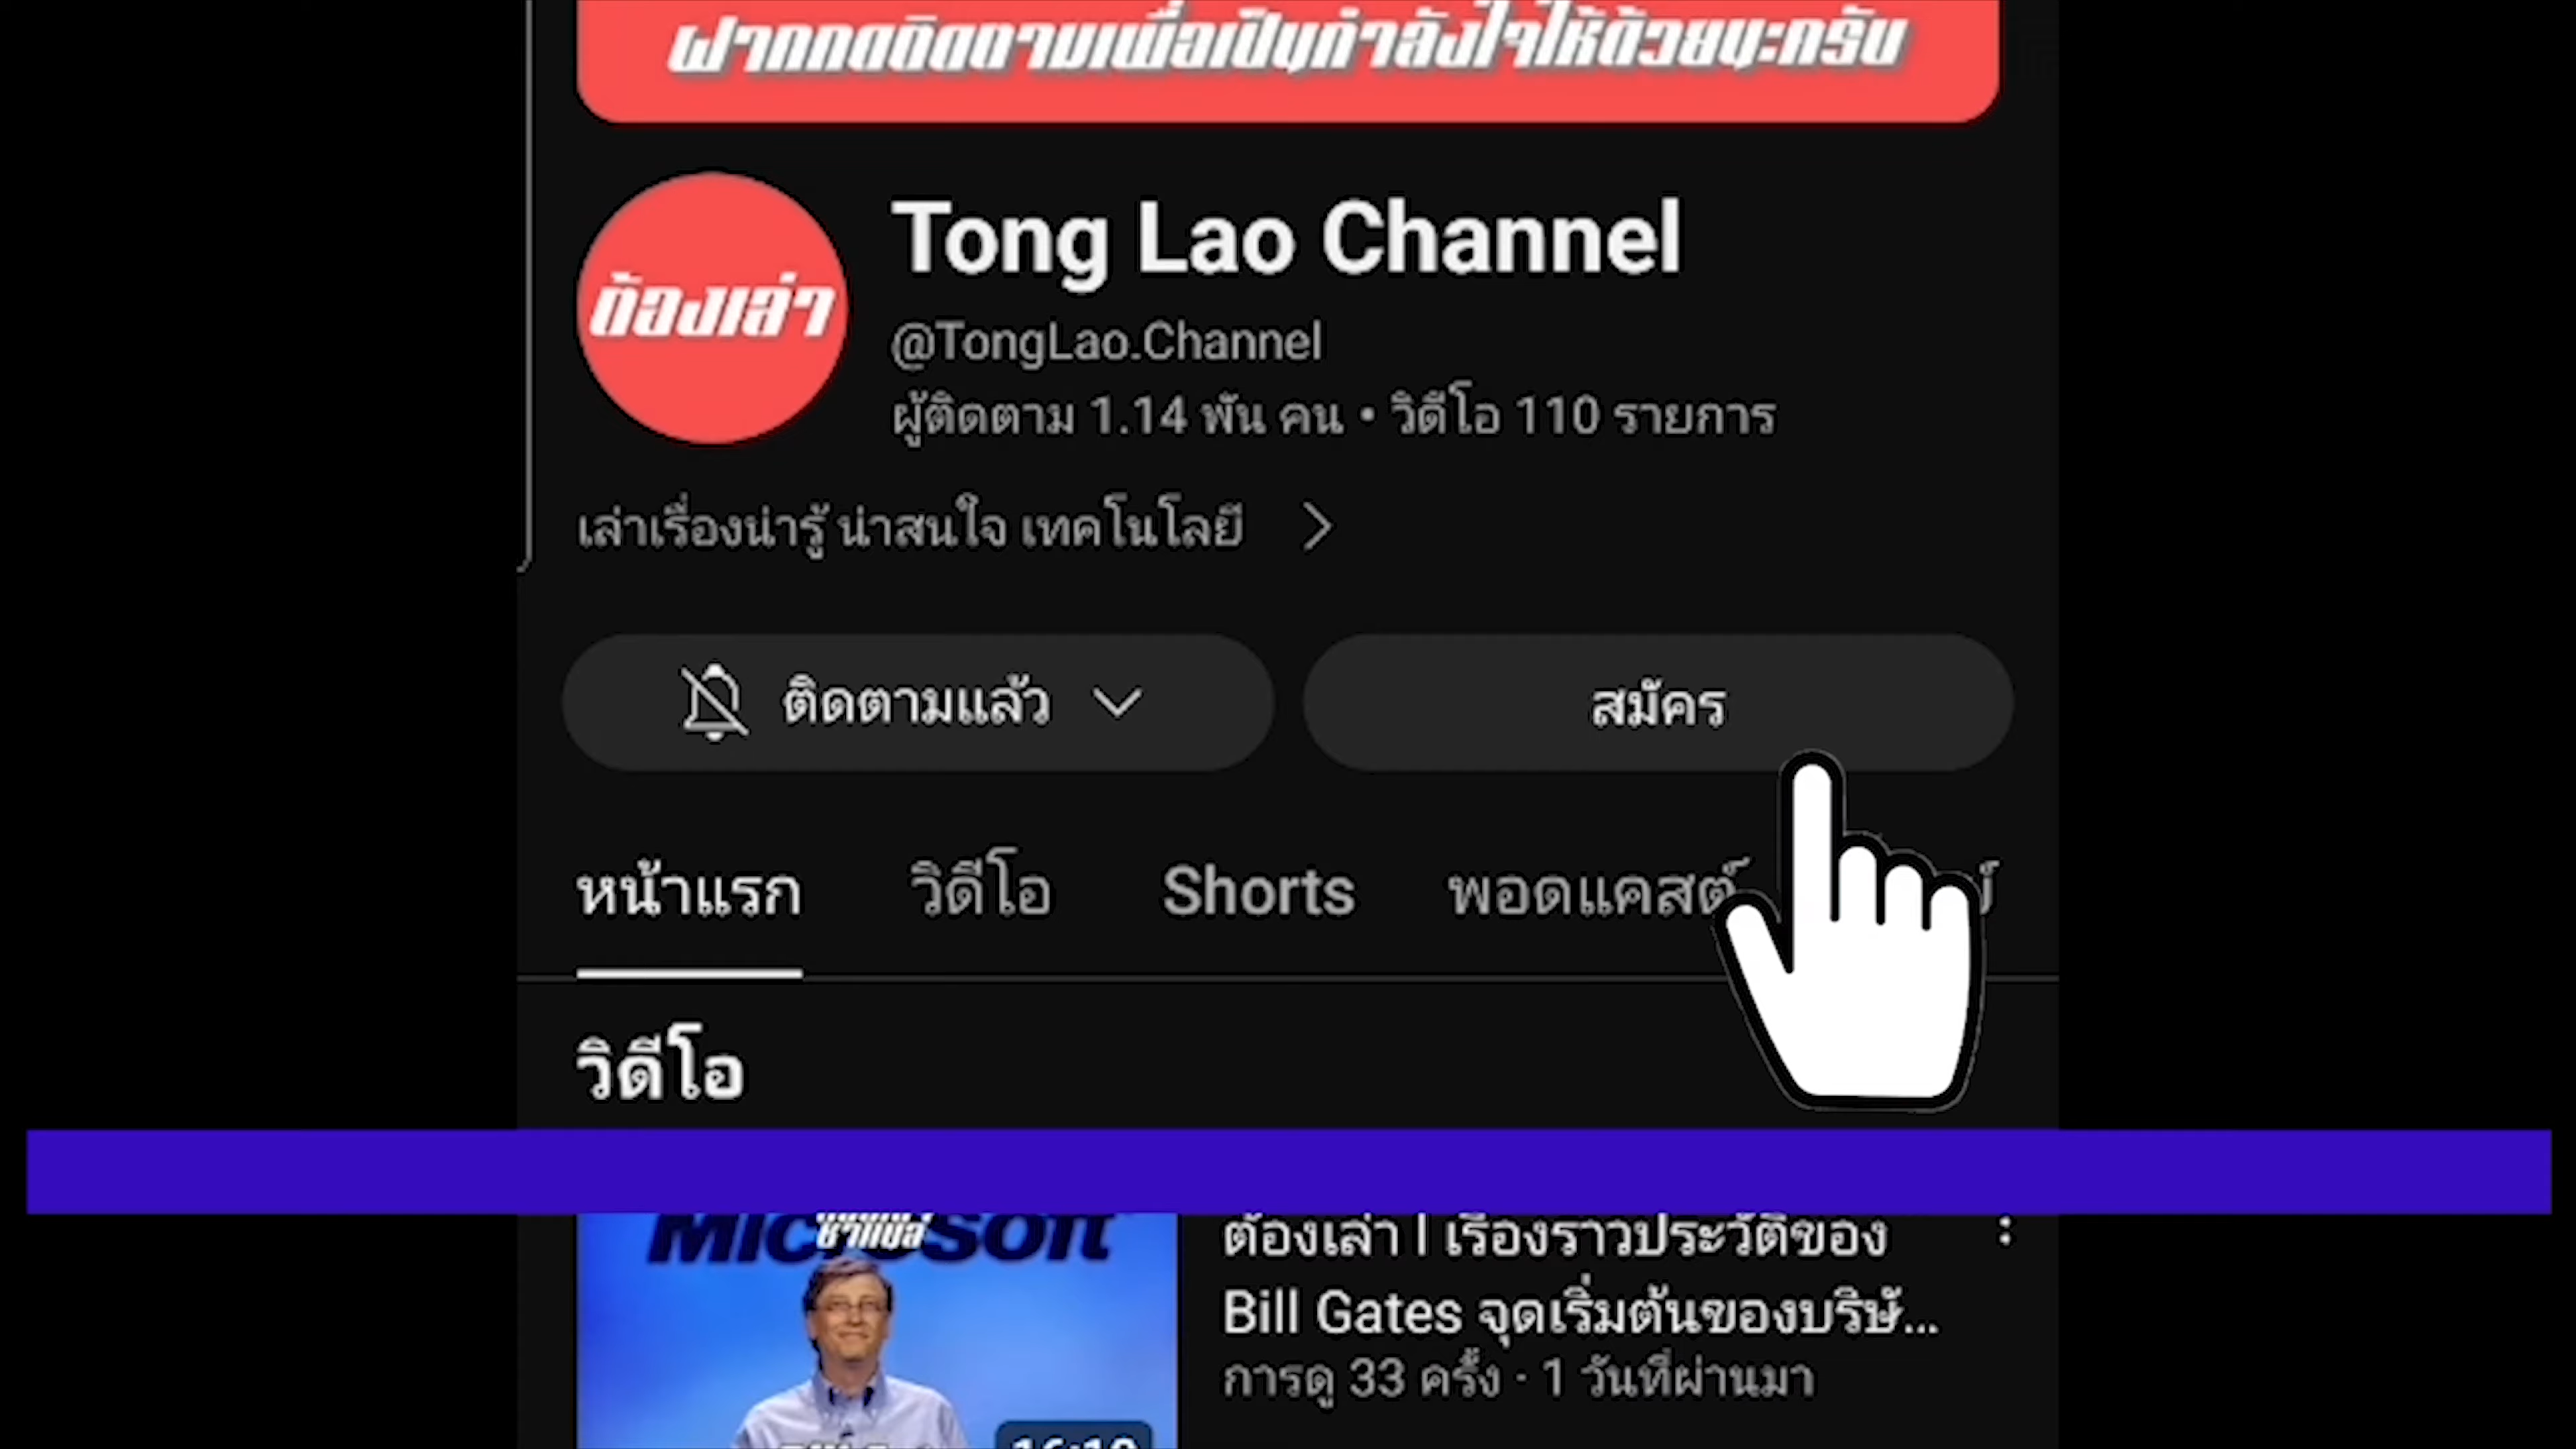 ฝากกดติดตามเพื่อเป็นกำลังใจให้ด้วยนะครับ
ต้องเล่า
Tong Lao Channel
@TongLao.Channel
ผู้ติดตาม 1.14 พัน คน • วิดีโอ 110 รายการ
เล่าเรื่องน่ารู้ น่าสนใจ เทคโนโลยี
ติดตามแล้ว
สมัคร
หน้าแรก วิดีโอ Shorts พอดแคสต์
วิดีโอ
Microsoft
ต้องเล่า | เรื่องราวประวัติของ
Bill Gates จุดเริ่มต้นของบริษั...
การดู 33 ครั้ง · 1 วันที่ผ่านมา